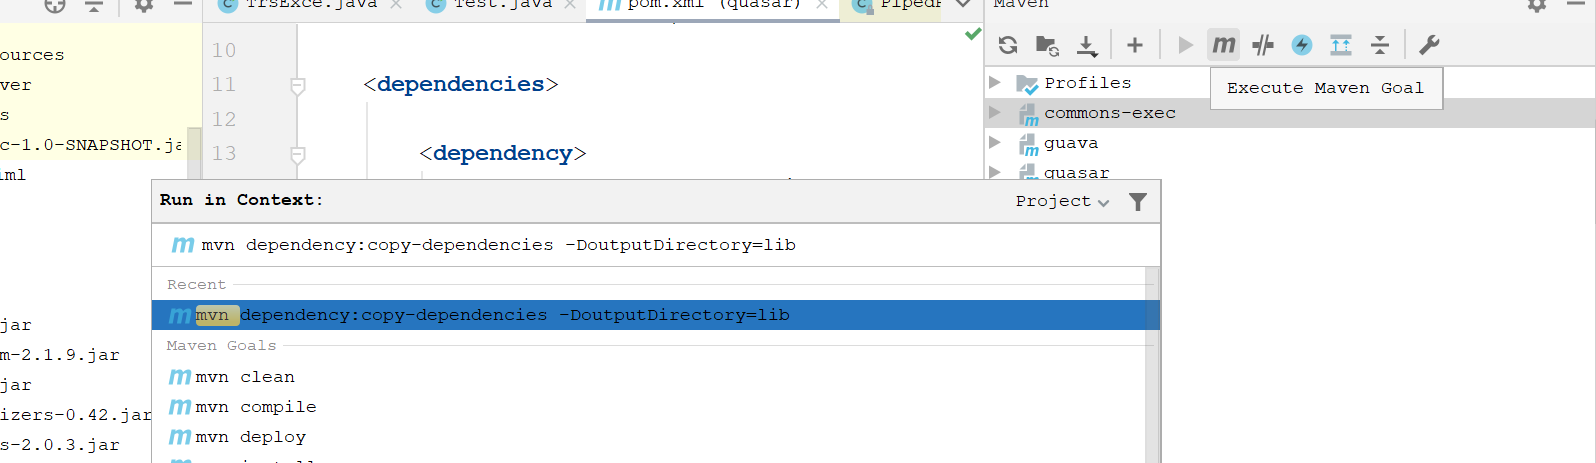 TrsExce.java
Test.java
pom.xml (quasar)
PipedR
Maven
10
ources
11 <dependencies>
ver
Profiles
Execute Maven Goal
12
s
commons-exec
c-1.0-SNAPSHOT.ja
13 <dependency>
guava
iml
quasar
Run in Context:
Project
mvn dependency:copy-dependencies -DoutputDirectory=lib
Recent
mvn dependency:copy-dependencies -DoutputDirectory=lib
jar
Maven Goals
m-2.1.9.jar
mvn clean
jar
mvn compile
izers-0.42.jar
mvn deploy
s-2.0.3.jar